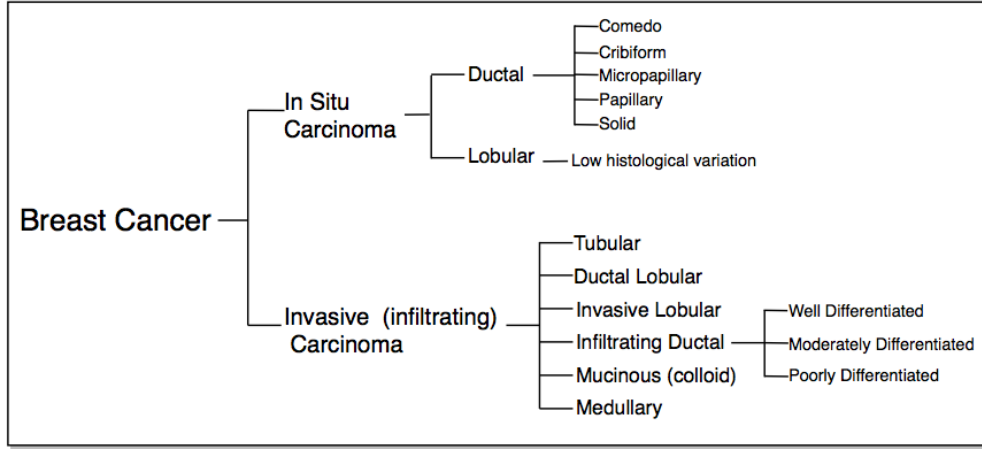 Breast Cancer
In Situ
Carcinoma
Ductal
Comedo
Cribiform
Micropapillary
Papillary
Solid
Lobular
Low histological variation
Invasive (infiltrating)
Carcinoma
Tubular
Ductal Lobular
Invasive Lobular
Infiltrating Ductal
Well Differentiated
Moderately Differentiated
Poorly Differentiated
Mucinous (colloid)
Medullary